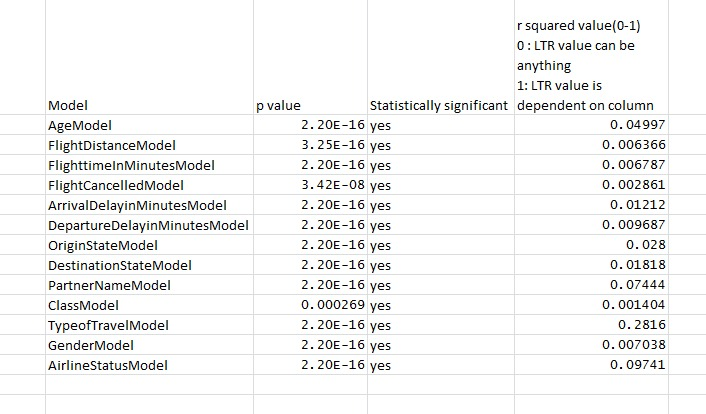 r squared value(0-1)
0 : LTR value can be
anything
1: LTR value is
Model p value Statistically significant dependent on column
AgeModel 2.20E-16 yes 0.04997
FlightDistanceModel 3.25E-16 yes 0.006366
FlighttimeInMinutesModel 2.20E-16 yes 0.006787
FlightCancelledModel 3.42E-08 yes 0.002861
ArrivalDelayinMinutesModel 2.20E-16 yes 0.01212
DepartureDelayinMinutesModel 2.20E-16 yes 0.009687
OriginStateModel 2.20E-16 yes 0.028
DestinationStateModel 2.20E-16 yes 0.01818
PartnerNameModel 2.20E-16 yes 0.07444
ClassModel 0.000269 yes 0.001404
TypeofTravelModel 2.20E-16 yes 0.2816
GenderModel 2.20E-16 yes 0.007038
AirlineStatusModel 2.20E-16 yes 0.09741